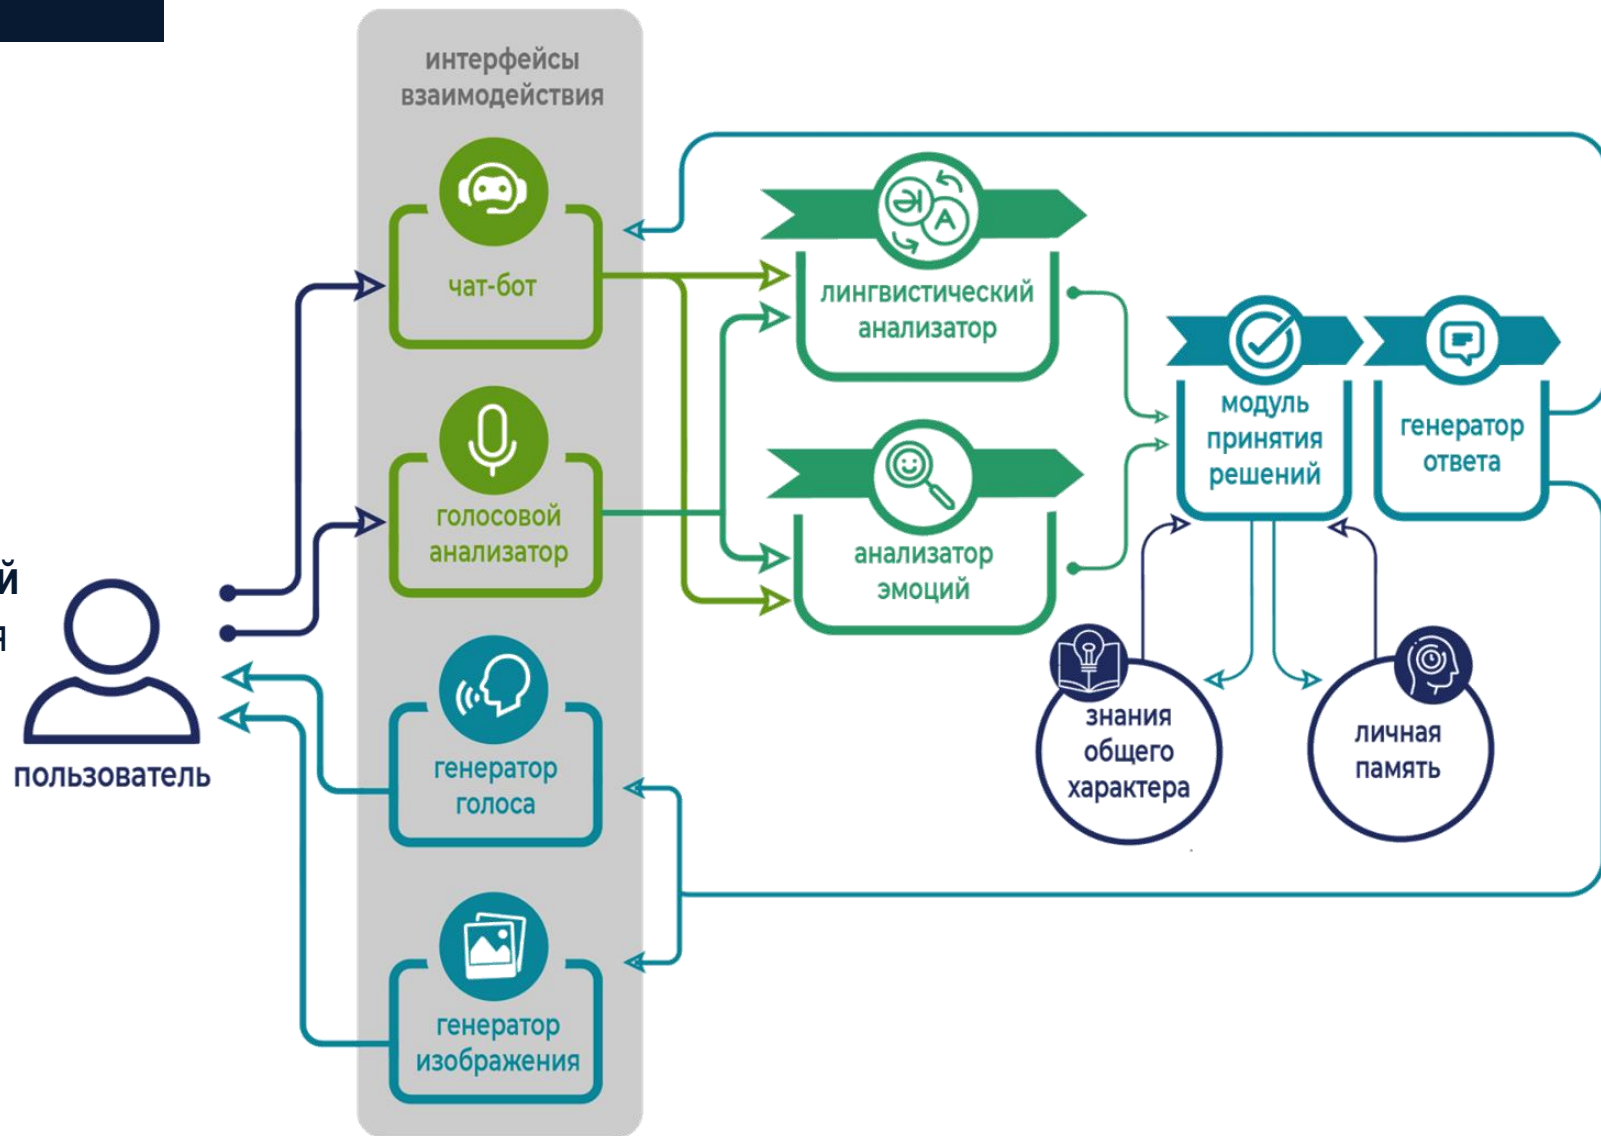 интерфейсы
взаимодействия
чат-бот
лингвистический
анализатор
модуль
принятия
решений
генератор
ответа
голосовой
анализатор
анализатор
эмоций
й
я
пользователь
генератор
голоса
знания
общего
характера
личная
память
генератор
изображения